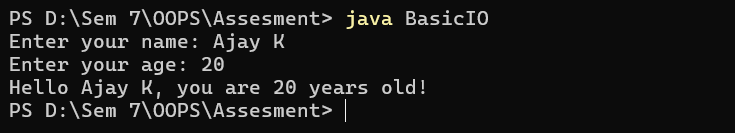 PS D:\Sem 7\OOPS\Assesment> java BasicIO
Enter your name: Ajay K
Enter your age: 20
Hello Ajay K, you are 20 years old!
PS D:\Sem 7\OOPS\Assesment>